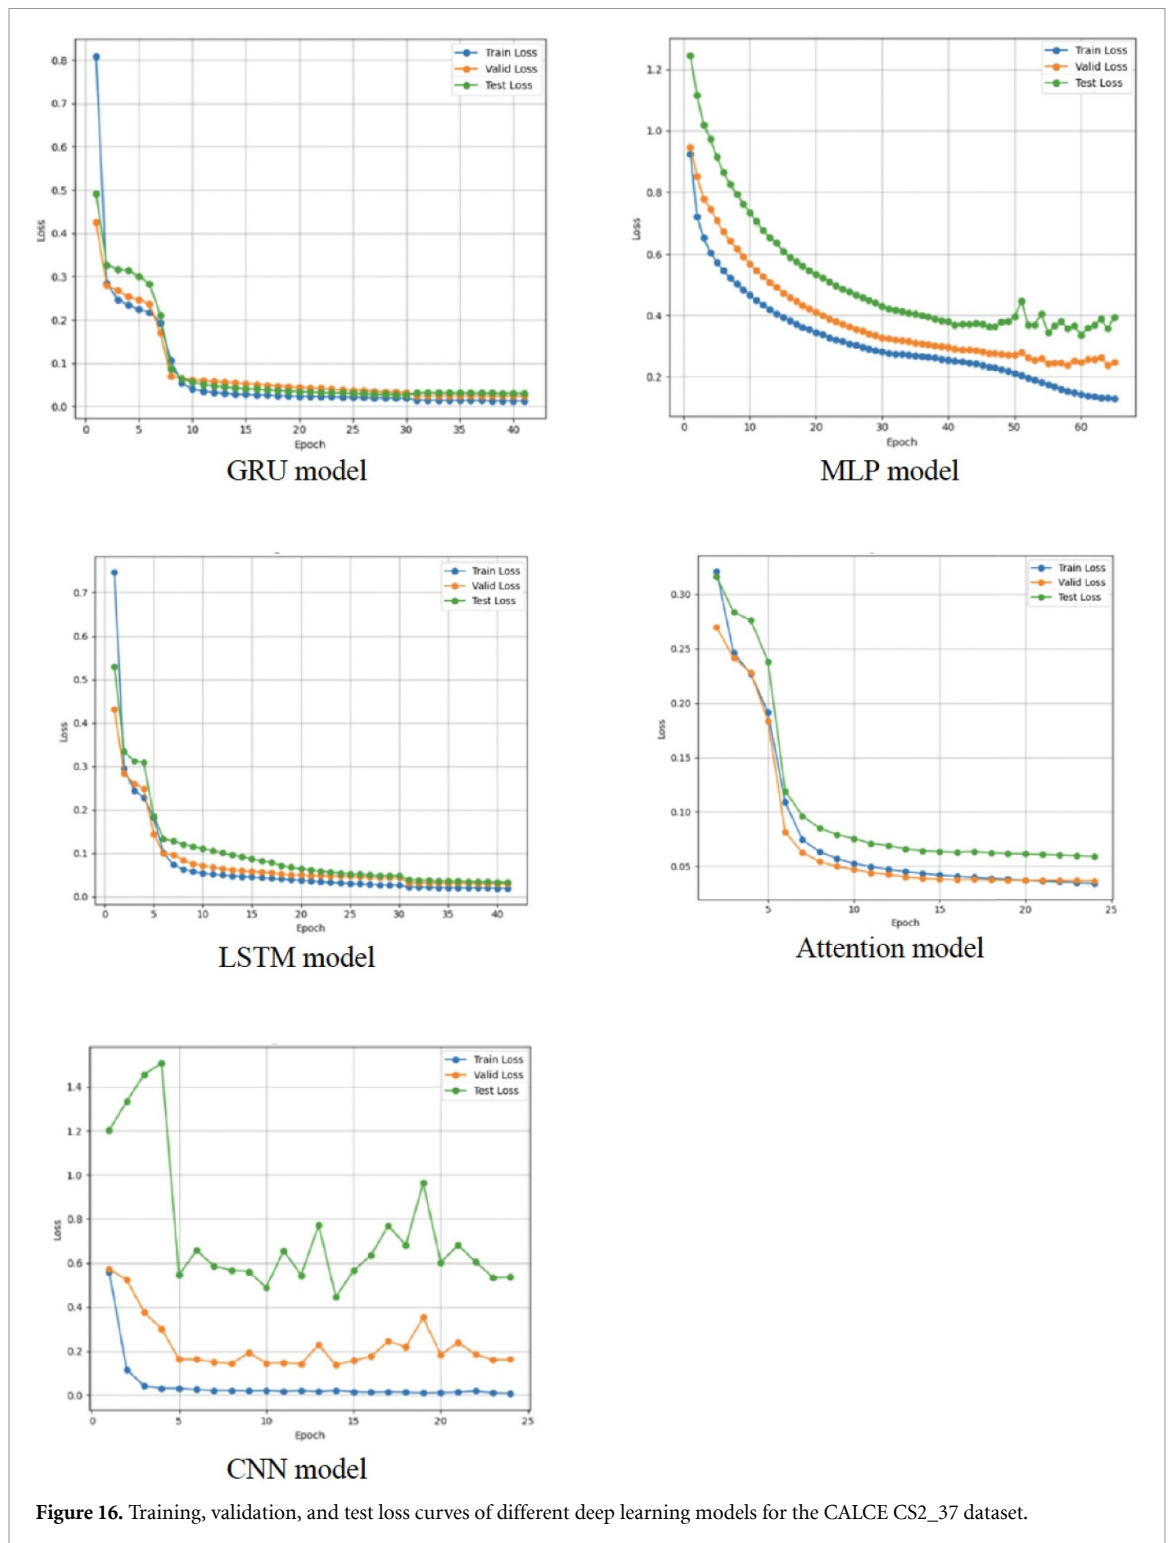 Train Loss
Valid Loss
Test Loss
0.8
0.7
0.6
0.5
0.4
0.3
0.2
0.1
0.0
Loss
0 5 10 15 20 25 30 35 40
Epoch
GRU model
Train Loss
Valid Loss
Test Loss
1.2
1.0
0.8
0.6
0.4
0.2
Loss
0 10 20 30 40 50 60
Epoch
MLP model
Train Loss
Valid Loss
Test Loss
0.7
0.6
0.5
0.4
0.3
0.2
0.1
0.0
Loss
0 5 10 15 20 25 30 35 40
Epoch
LSTM model
Train Loss
Valid Loss
Test Loss
0.30
0.25
0.20
0.15
0.10
0.05
Loss
5 10 15 20 25
Epoch
Attention model
Train Loss
Valid Loss
Test Loss
1.4
1.2
1.0
0.8
0.6
0.4
0.2
0.0
Loss
0 5 10 15 20 25
Epoch
CNN model
Figure 16. Training, validation, and test loss curves of different deep learning models for the CALCE CS2_37 dataset.